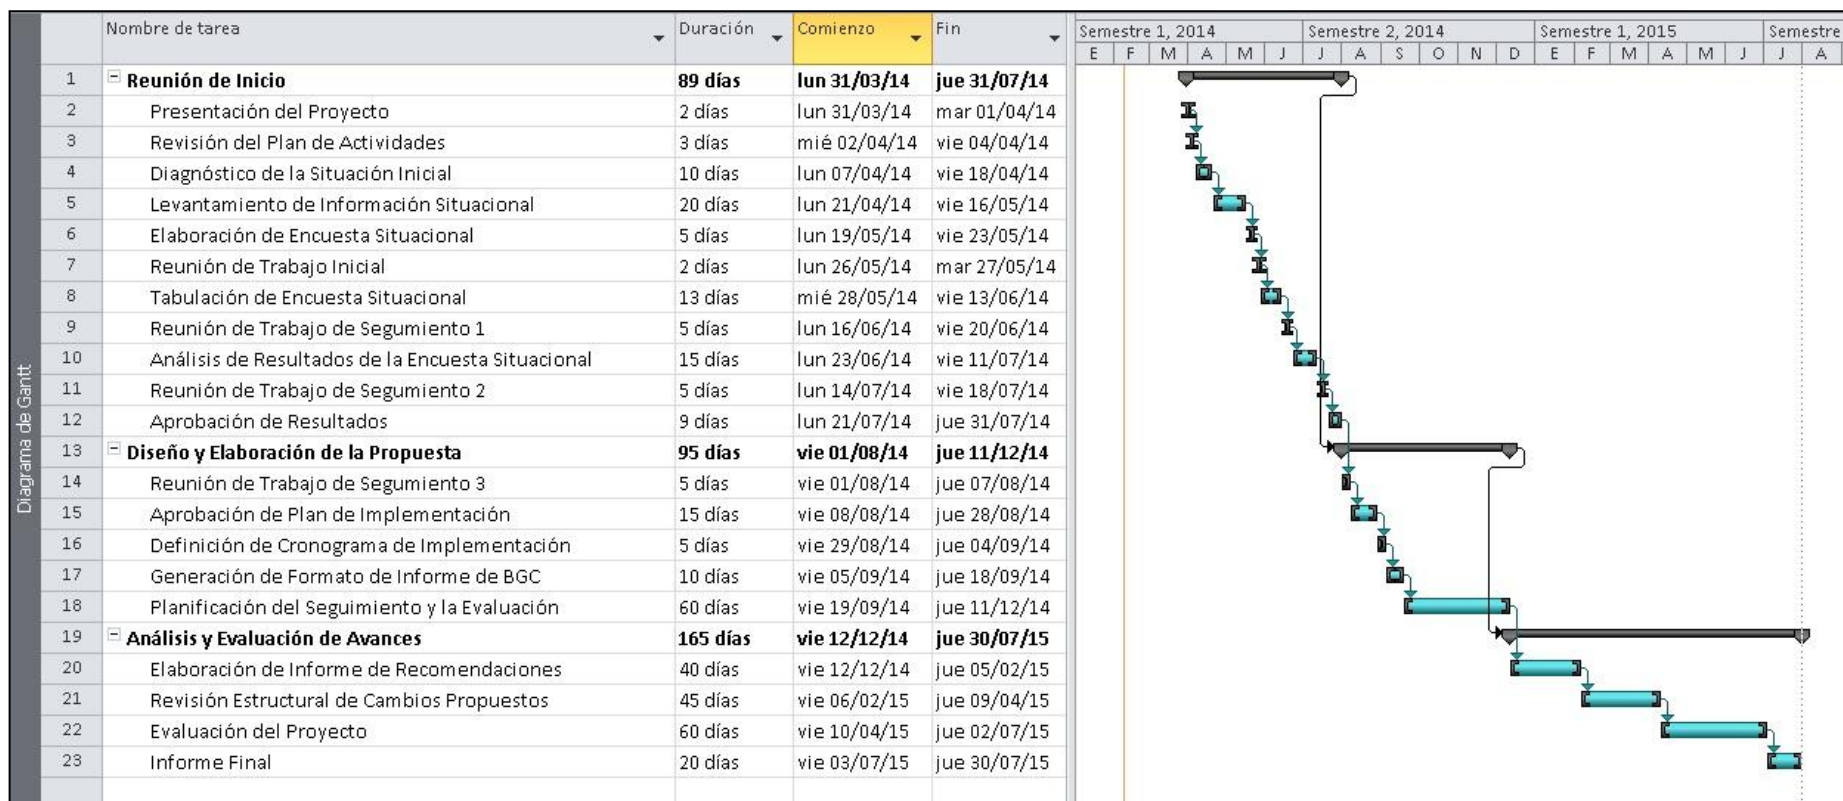 Nombre de tarea Duración Comienzo Fin Semestre 1, 2014 Semestre 2, 2014 Semestre 1, 2015 Semestre
E F M A M J J A S O N D E F M A M J J A
1 Reunión de Inicio 89 días lun 31/03/14 jue 31/07/14
2 Presentación del Proyecto 2 días lun 31/03/14 mar 01/04/14
3 Revisión del Plan de Actividades 3 días mié 02/04/14 vie 04/04/14
4 Diagnóstico de la Situación Inicial 10 días lun 07/04/14 vie 18/04/14
5 Levantamiento de Información Situacional 20 días lun 21/04/14 vie 16/05/14
6 Elaboración de Encuesta Situacional 5 días lun 19/05/14 vie 23/05/14
7 Reunión de Trabajo Inicial 2 días lun 26/05/14 mar 27/05/14
8 Tabulación de Encuesta Situacional 13 días mié 28/05/14 vie 13/06/14
9 Reunión de Trabajo de Segumiento 1 5 días lun 16/06/14 vie 20/06/14
10 Análisis de Resultados de la Encuesta Situacional 15 días lun 23/06/14 vie 11/07/14
11 Reunión de Trabajo de Segumiento 2 5 días lun 14/07/14 vie 18/07/14
12 Aprobación de Resultados 9 días lun 21/07/14 jue 31/07/14
13 Diseño y Elaboración de la Propuesta 95 días vie 01/08/14 jue 11/12/14
14 Reunión de Trabajo de Segumiento 3 5 días vie 01/08/14 jue 07/08/14
15 Aprobación de Plan de Implementación 15 días vie 08/08/14 jue 28/08/14
16 Definición de Cronograma de Implementación 5 días vie 29/08/14 jue 04/09/14
17 Generación de Formato de Informe de BGC 10 días vie 05/09/14 jue 18/09/14
18 Planificación del Seguimiento y la Evaluación 60 días vie 19/09/14 jue 11/12/14
19 Análisis y Evaluación de Avances 165 días vie 12/12/14 jue 30/07/15
20 Elaboración de Informe de Recomendaciones 40 días vie 12/12/14 jue 05/02/15
21 Revisión Estructural de Cambios Propuestos 45 días vie 06/02/15 jue 09/04/15
22 Evaluación del Proyecto 60 días vie 10/04/15 jue 02/07/15
23 Informe Final 20 días vie 03/07/15 jue 30/07/15
Diagrama de Gantt